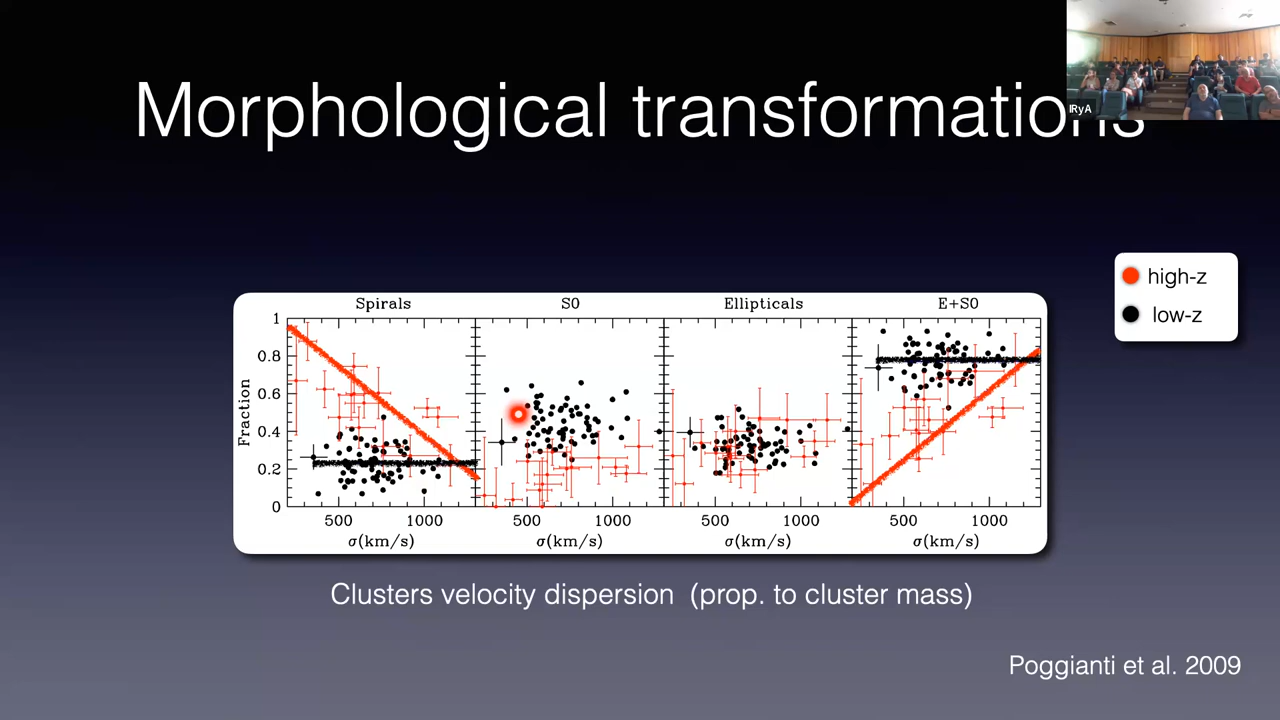 Morphological transformations
IRyA
high-z
low-z
Spirals S0 Ellipticals E+S0
Fraction
1
0.8
0.6
0.4
0.2
0
500 1000 500 1000 500 1000 500 1000
σ(km/s) σ(km/s) σ(km/s) σ(km/s)
Clusters velocity dispersion (prop. to cluster mass)
Poggianti et al. 2009